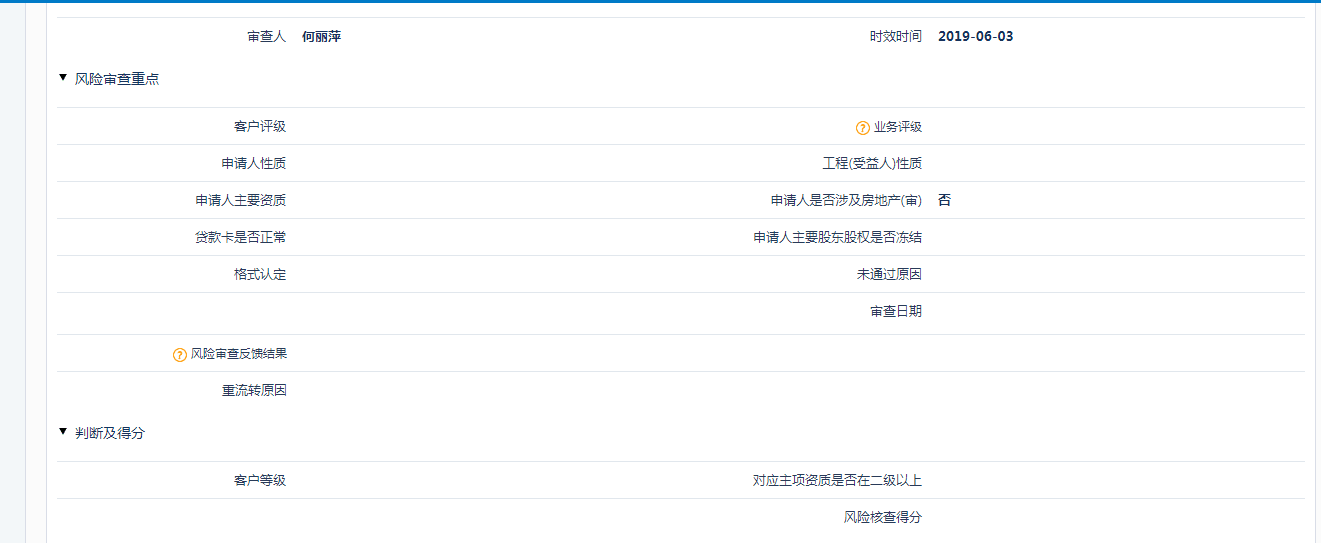 审查人 何丽萍 时效时间 2019-06-03
风险审查重点
客户评级 业务评级
申请人性质 工程(受益人)性质
申请人主要资质 申请人是否涉及房地产(审) 否
贷款卡是否正常 申请人主要股东股权是否冻结
格式认定 未通过原因
审查日期
风险审查反馈结果
重流转原因
判断及得分
客户等级 对应主项资质是否在二级以上
风险核查得分